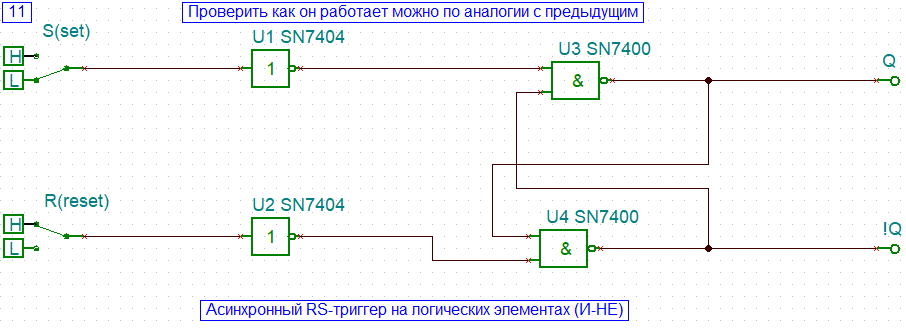 11
Проверить как он работает можно по аналогии с предыдущим
S(set)
H
L
U1 SN7404
1
U3 SN7400
&
Q
R(reset)
H
L
U2 SN7404
1
U4 SN7400
&
!Q
Асинхронный RS-триггер на логических элементах (И-НЕ)